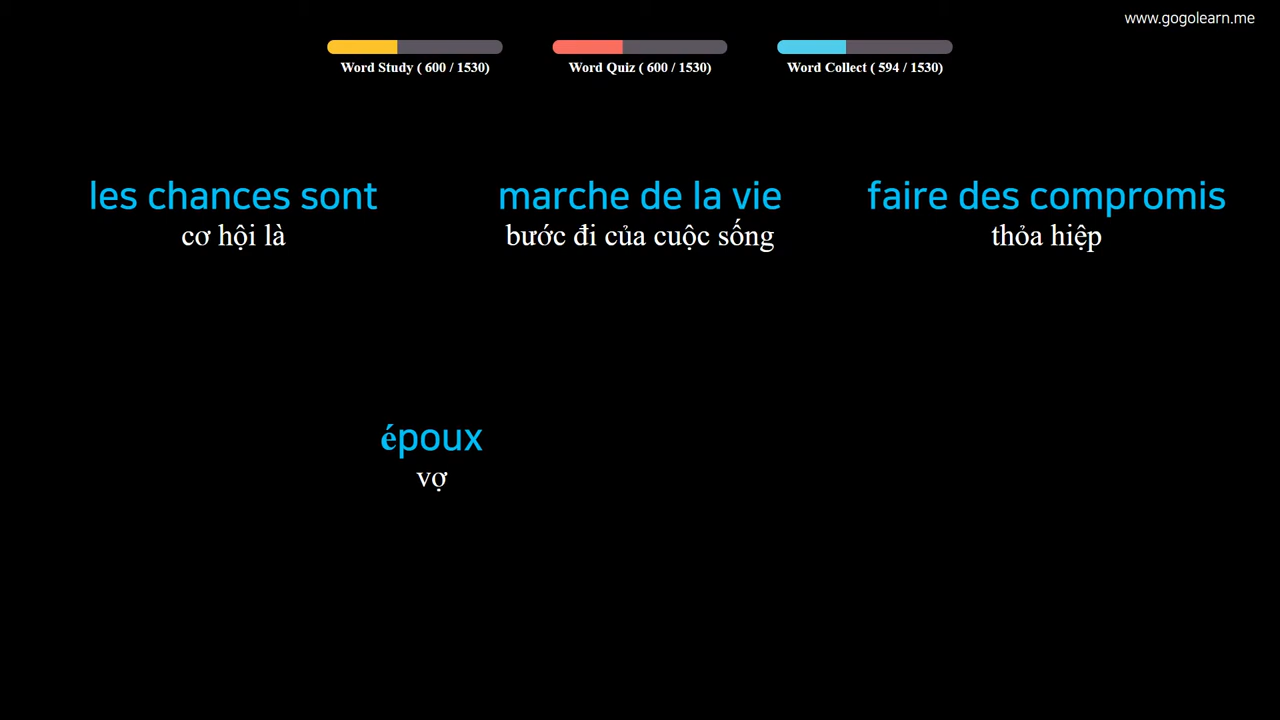 www.gogolearn.me
Word Study ( 600 / 1530)
Word Quiz ( 600 / 1530)
Word Collect ( 594 / 1530)
les chances sont
cơ hội là
marche de la vie
bước đi của cuộc sống
faire des compromis
thỏa hiệp
époux
vợ